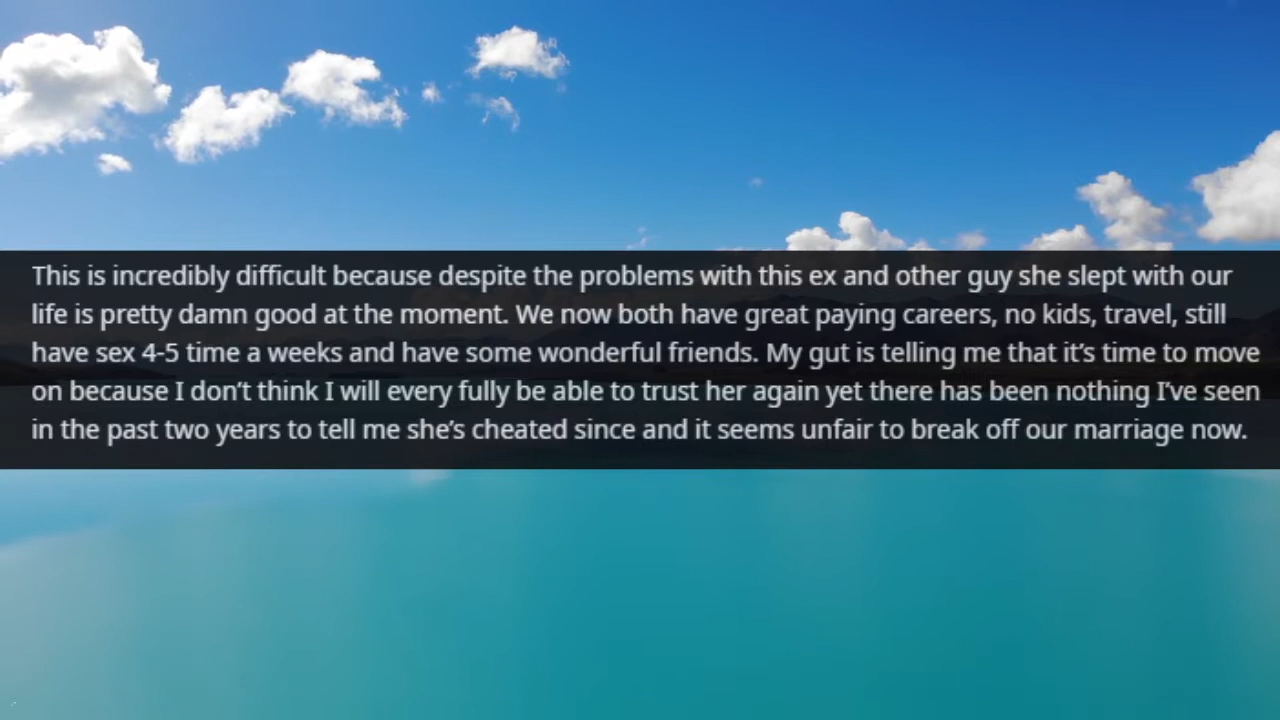 This is incredibly difficult because despite the problems with this ex and other guy she slept with our
life is pretty damn good at the moment. We now both have great paying careers, no kids, travel, still
have sex 4-5 time a weeks and have some wonderful friends. My gut is telling me that it’s time to move
on because I don’t think I will every fully be able to trust her again yet there has been nothing I’ve seen
in the past two years to tell me she’s cheated since and it seems unfair to break off our marriage now.